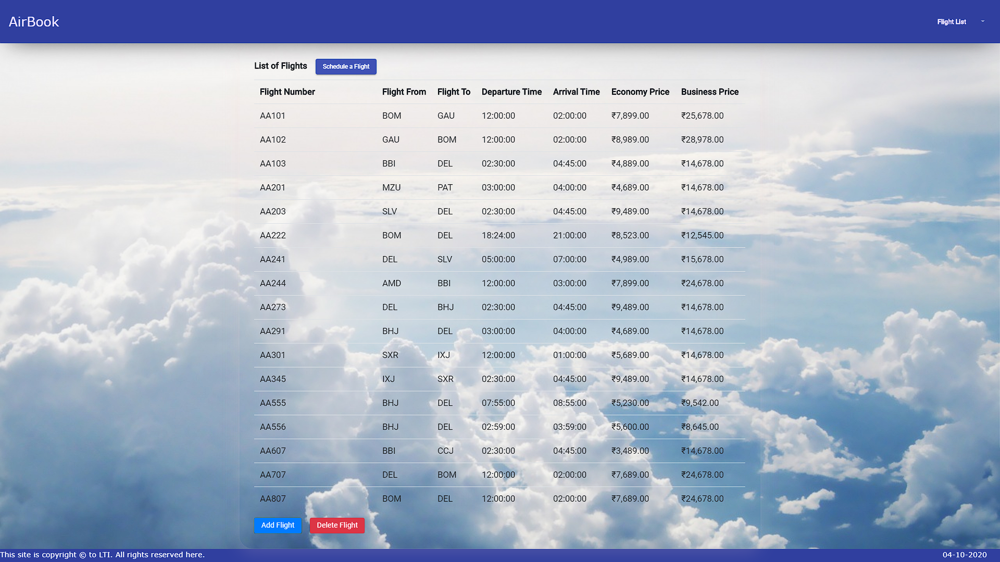 AirBook
Flight List
List of Flights Schedule a Flight
Flight Number Flight From Flight To Departure Time Arrival Time Economy Price Business Price
AA101 BOM GAU 12:00:00 02:00:00 ₹7,899.00 ₹25,678.00
AA102 GAU BOM 12:00:00 02:00:00 ₹8,989.00 ₹28,978.00
AA103 BBI DEL 02:30:00 04:45:00 ₹4,889.00 ₹14,678.00
AA201 MZU PAT 03:00:00 04:00:00 ₹4,689.00 ₹14,678.00
AA203 SLV DEL 02:30:00 04:45:00 ₹9,489.00 ₹14,678.00
AA222 BOM DEL 18:24:00 21:00:00 ₹8,523.00 ₹12,545.00
AA241 DEL SLV 05:00:00 07:00:00 ₹4,989.00 ₹15,678.00
AA244 AMD BBI 12:00:00 03:00:00 ₹7,899.00 ₹24,678.00
AA273 DEL BHJ 02:30:00 04:45:00 ₹9,489.00 ₹14,678.00
AA291 BHJ DEL 03:00:00 04:00:00 ₹4,689.00 ₹14,678.00
AA301 SXR IXJ 12:00:00 01:00:00 ₹5,689.00 ₹14,678.00
AA345 IXJ SXR 02:30:00 04:45:00 ₹9,489.00 ₹14,678.00
AA555 BHJ DEL 07:55:00 08:55:00 ₹5,230.00 ₹9,542.00
AA556 BHJ DEL 02:59:00 03:59:00 ₹5,600.00 ₹8,645.00
AA607 BBI CCJ 02:30:00 04:45:00 ₹3,489.00 ₹14,678.00
AA707 DEL BOM 12:00:00 02:00:00 ₹7,689.00 ₹24,678.00
AA807 BOM DEL 12:00:00 02:00:00 ₹7,689.00 ₹24,678.00
Add Flight Delete Flight
This site is copyright © to LTI. All rights reserved here. 04-10-2020